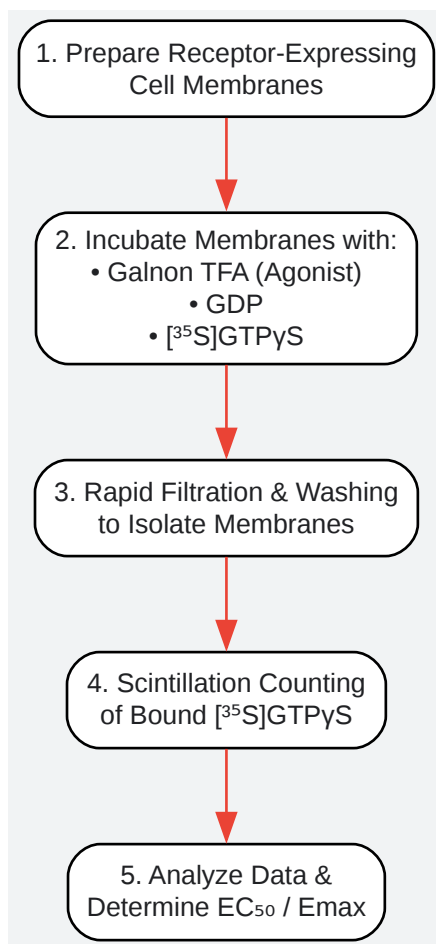 1. Prepare Receptor-Expressing
Cell Membranes
2. Incubate Membranes with:
• Galnon TFA (Agonist)
• GDP
• [³⁵S]GTPγS
3. Rapid Filtration & Washing
to Isolate Membranes
4. Scintillation Counting
of Bound [³⁵S]GTPγS
5. Analyze Data &
Determine EC₅₀ / Emax